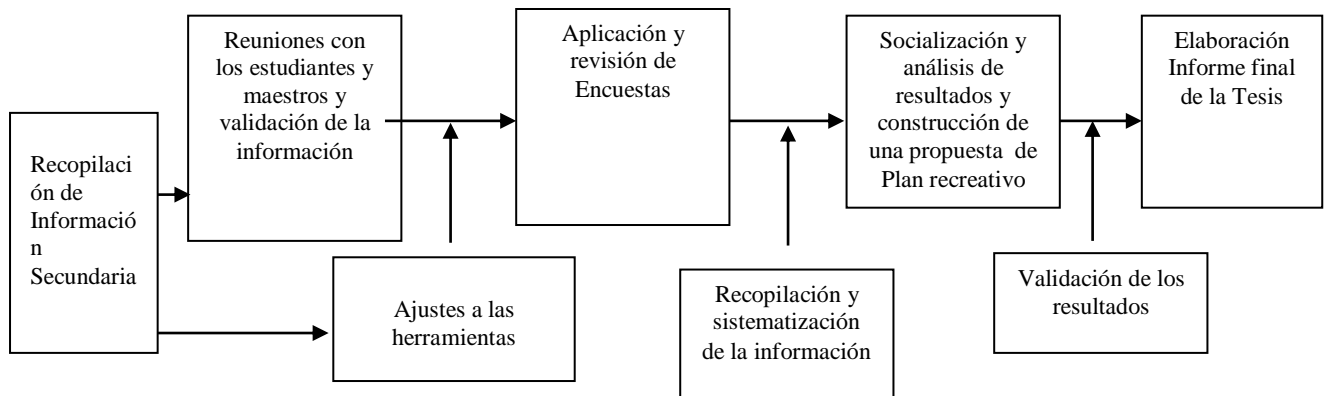 Recopilaci
ón de
Informació
n
Secundaria
Reuniones con
los estudiantes y
maestros y
validación de la
información
Ajustes a las
herramientas
Aplicación y
revisión de
Encuestas
Recopilación y
sistematización
de la información
Socialización y
análisis de
resultados y
construcción de
una propuesta de
Plan recreativo
Validación de los
resultados
Elaboración
Informe final
de la Tesis